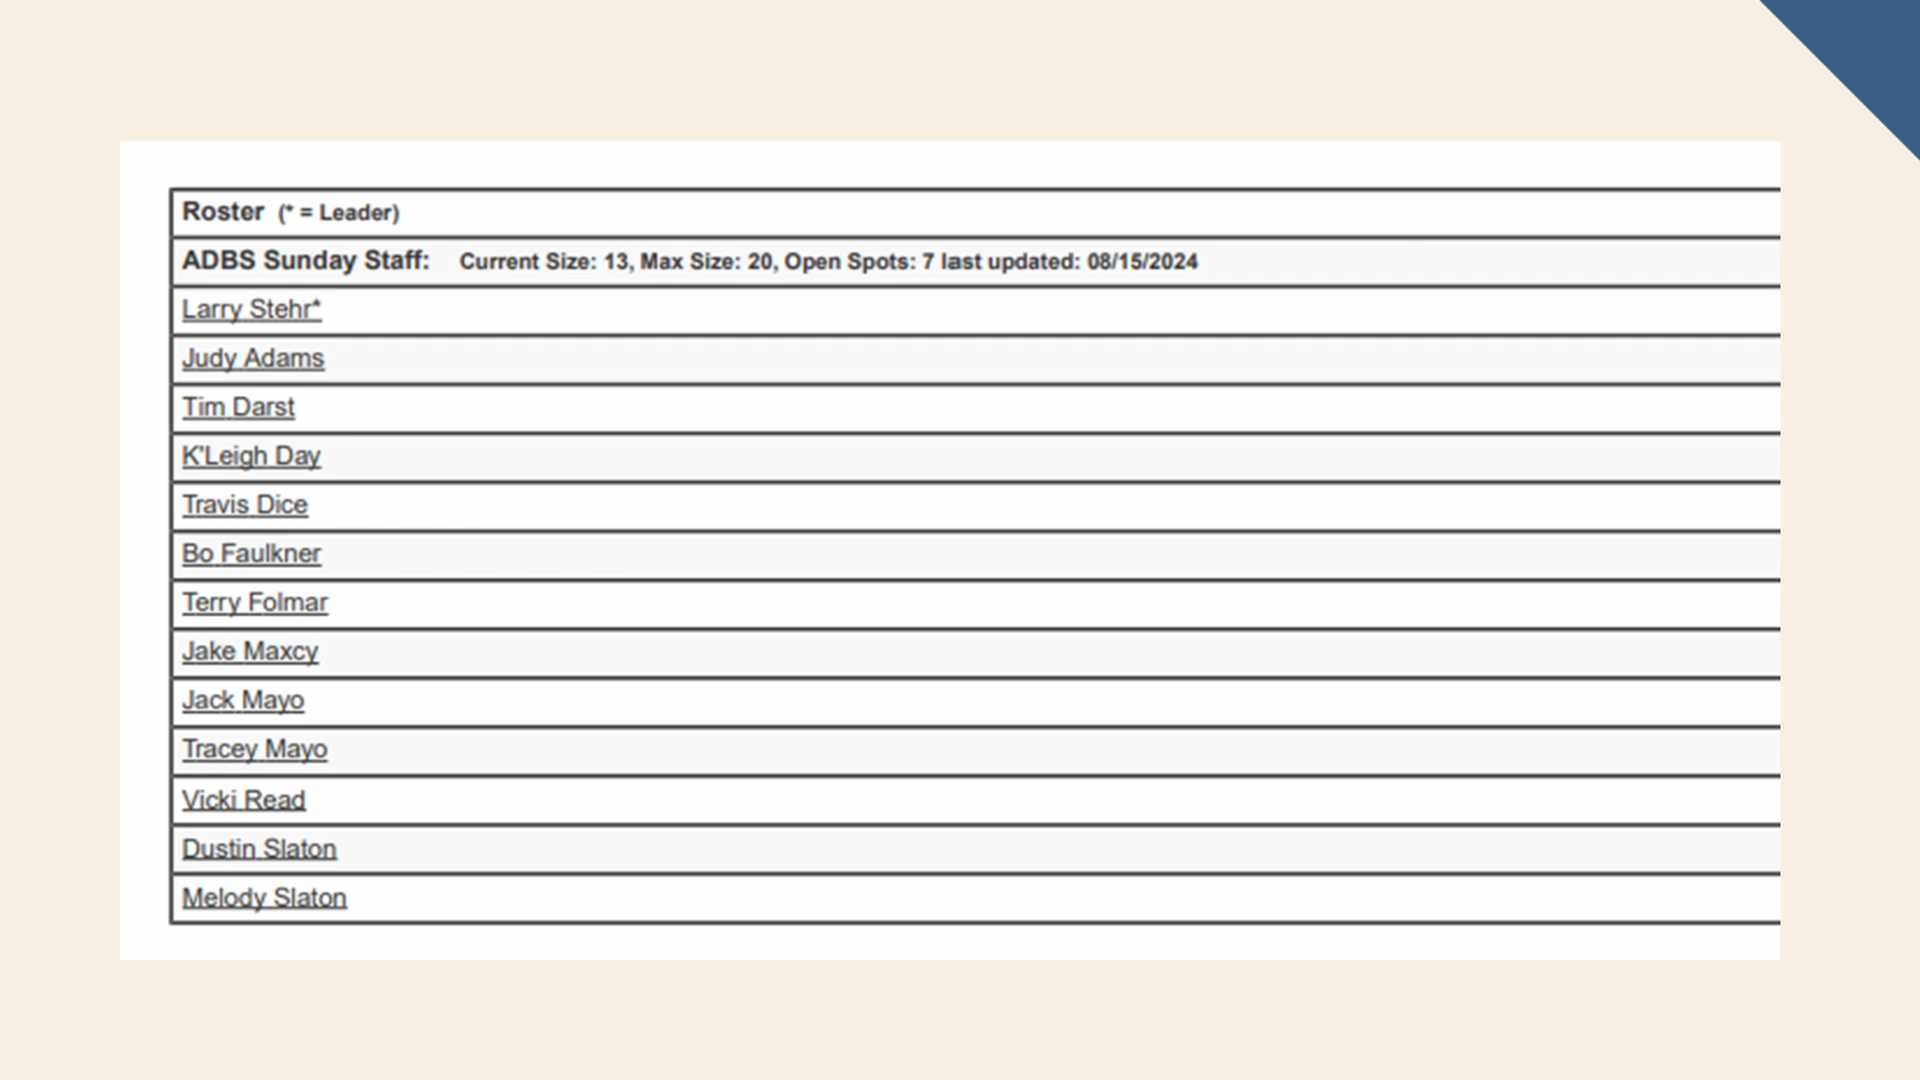 Roster (* = Leader)
ADBS Sunday Staff: Current Size: 13, Max Size: 20, Open Spots: 7 last updated: 08/15/2024
Larry Stehr*
Judy Adams
Tim Darst
K'Leigh Day
Travis Dice
Bo Faulkner
Terry Folmar
Jake Maxcy
Jack Mayo
Tracey Mayo
Vicki Read
Dustin Slaton
Melody Slaton